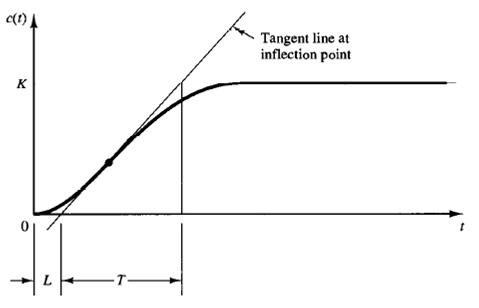 c(t)
Tangent line at
inflection point
K
0
t
L
T